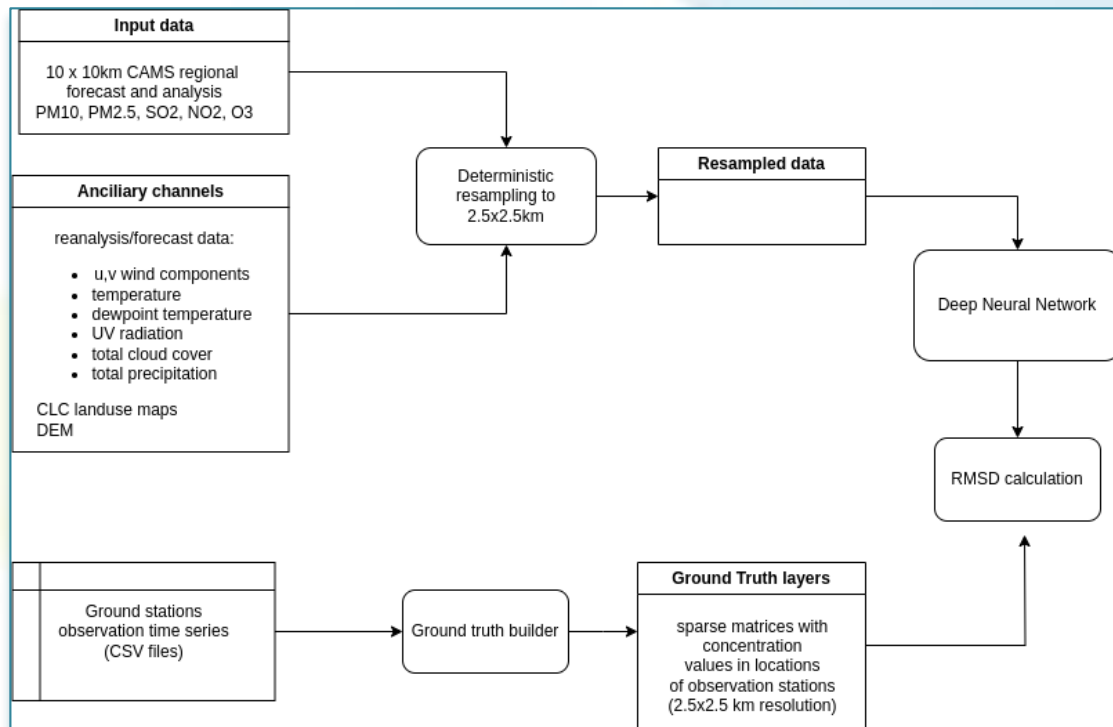 Input data
10 x 10km CAMS regional
forecast and analysis
PM10, PM2.5, SO2, NO2, O3
Anciliary channels
reanalysis/forecast data:
u,v wind components
temperature
dewpoint temperature
UV radiation
total cloud cover
total precipitation
CLC landuse maps
DEM
Deterministic
resampling to
2.5x2.5km
Resampled data
Deep Neural Network
RMSD calculation
Ground stations
observation time series
(CSV files)
Ground truth builder
Ground Truth layers
sparse matrices with
concentration
values in locations
of observation stations
(2.5x2.5 km resolution)